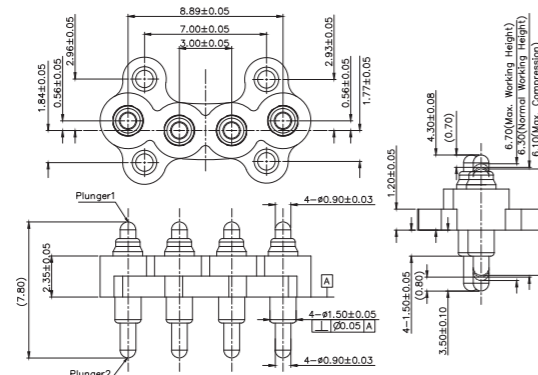 8.89±0.05
7.00±0.05
3.00±0.05
2.96±0.05
0.56±0.05
1.84±0.05
2.93±0.05
0.56±0.05
1.77±0.05
Plunger1
4-ø0.90±0.03
(7.80)
2.35±0.05
A
4-ø1.50±0.05
⊥ Ø0.05 A
4-ø0.90±0.03
Plunger2
4.30±0.08
(0.70)
6.70(Max. Working Height)
6.30(Normal Working Height)
6.10(Max. Compression)
1.20±0.05
4-1.50±0.05
(0.80)
3.50±0.10